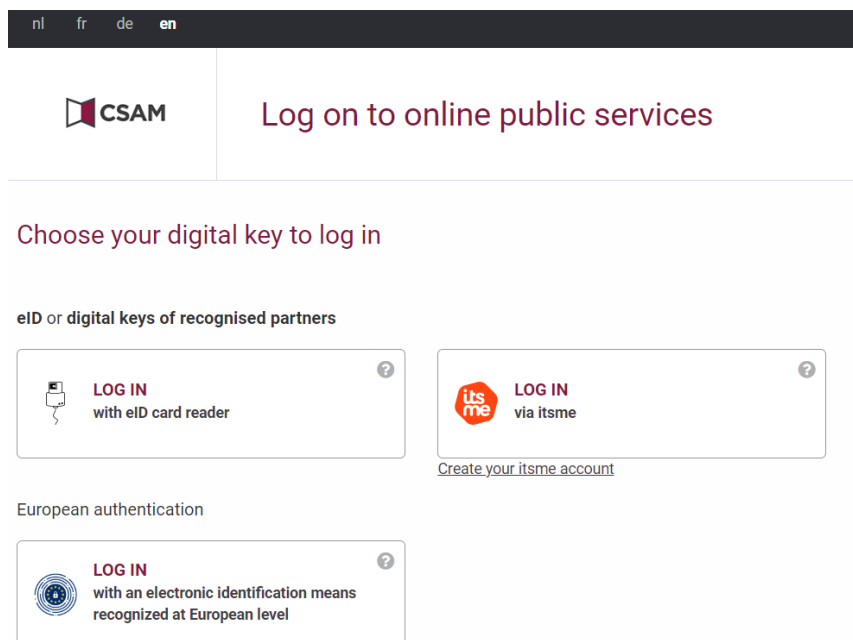 nl fr de en
CSAM
Log on to online public services
Choose your digital key to log in
eID or digital keys of recognised partners
?
LOG IN
with eID card reader
its
me
?
LOG IN
via itsme
Create your itsme account
European authentication
?
LOG IN
with an electronic identification means
recognized at European level